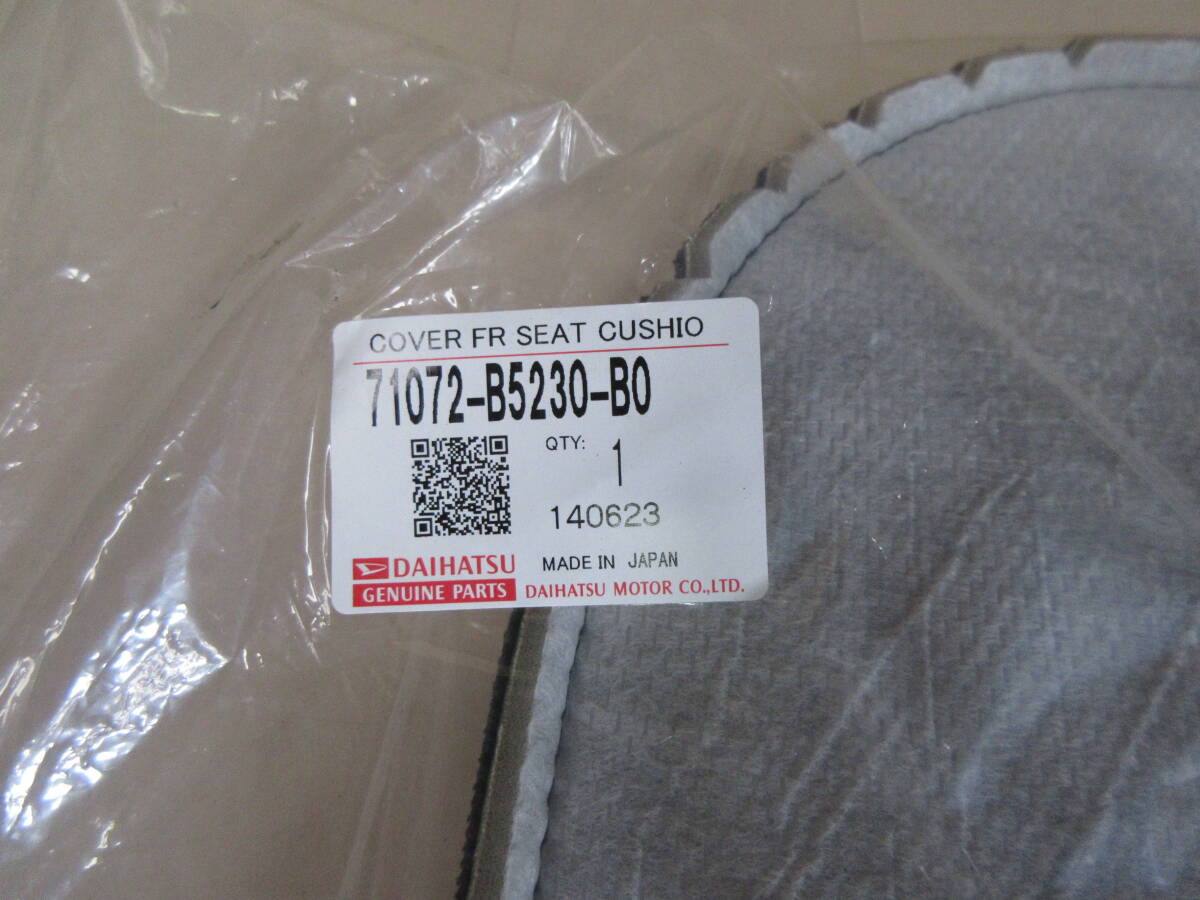 COVER FR SEAT CUSHIO
71072-B5230-B0
QTY: 1
140623
DAIHATSU MADE IN JAPAN
GENUINE PARTS DAIHATSU MOTOR CO.,LTD.